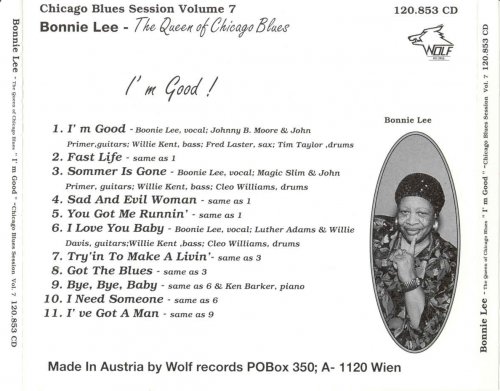 Chicago Blues Session Volume 7
120.853 CD
Bonnie Lee - The Queen of Chicago Blues
WOLF
RECORDS
I'm Good !
Bonnie Lee
1. I'm Good - Boonie Lee, vocal; Johnny B. Moore & John
Primer,guitars; Willie Kent, bass; Fred Laster, sax; Tim Taylor ,drums
2. Fast Life - same as 1
3. Sommer Is Gone - Boonie Lee, vocal; Magic Slim & John
Primer, guitars; Willie Kent, bass; Cleo Williams, drums
4. Sad And Evil Woman - same as 1
5. You Got Me Runnin' - same as 1
6. I Love You Baby - Boonie Lee, vocal; Luther Adams & Willie
Davis, guitars;Willie Kent ,bass; Cleo Williams, drums
7. Try'in To Make A Livin'- same as 3
8. Got The Blues - same as 3
9. Bye, Bye, Baby - same as 6 & Ken Barker, piano
10. I Need Someone - same as 6
11. I' ve Got A Man - same as 9
Made In Austria by Wolf records POBox 350; A- 1120 Wien
Bonnie Lee - The Queen of Chicago Blues "I'm Good" -Chicago Blues Session Vol. 7 120.853 CD
Bonnie Lee - The Queen of Chicago Blues "I'm Good" -Chicago Blues Session Vol. 7 120.853 CD